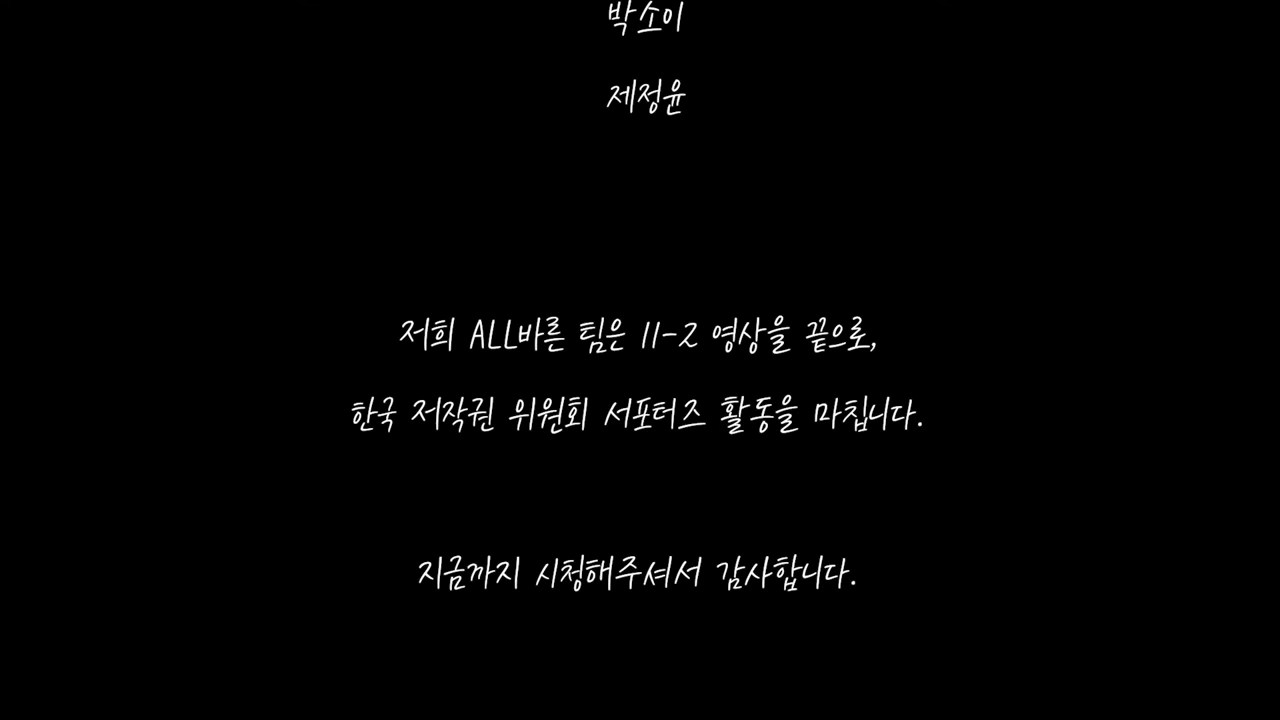 박소이
제정윤
저희 ALL바른 팀은 11-2 영상을 끝으로,
한국 저작권 위원회 서포터즈 활동을 마칩니다.
지금까지 시청해주셔서 감사합니다.